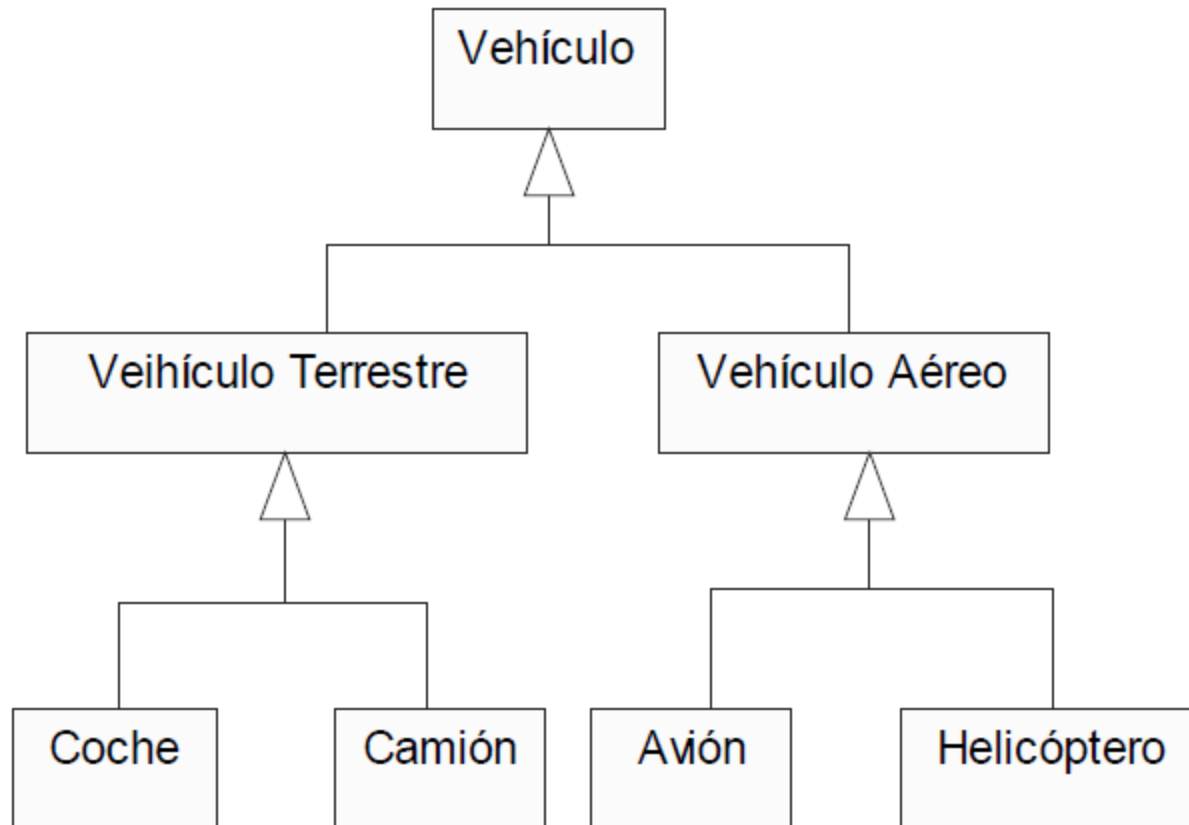 Vehículo
Veihículo Terrestre
Vehículo Aéreo
Coche
Camión
Avión
Helicóptero